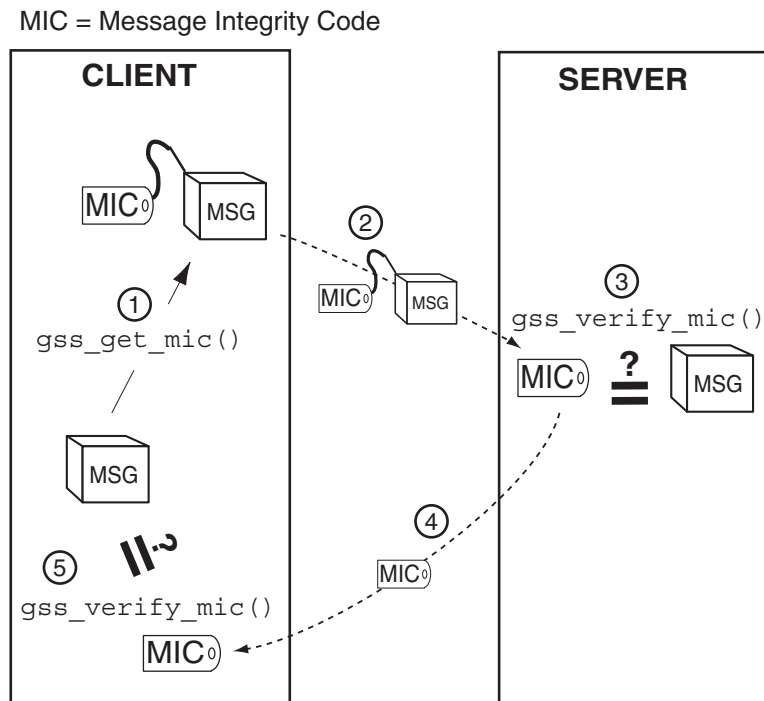 MIC = Message Integrity Code
CLIENT
SERVER
MIC
MSG
2
MIC
MSG
1
gss_get_mic()
3
gss_verify_mic()
MIC
?
MSG
MSG
4
MIC
5
?
gss_verify_mic()
MIC